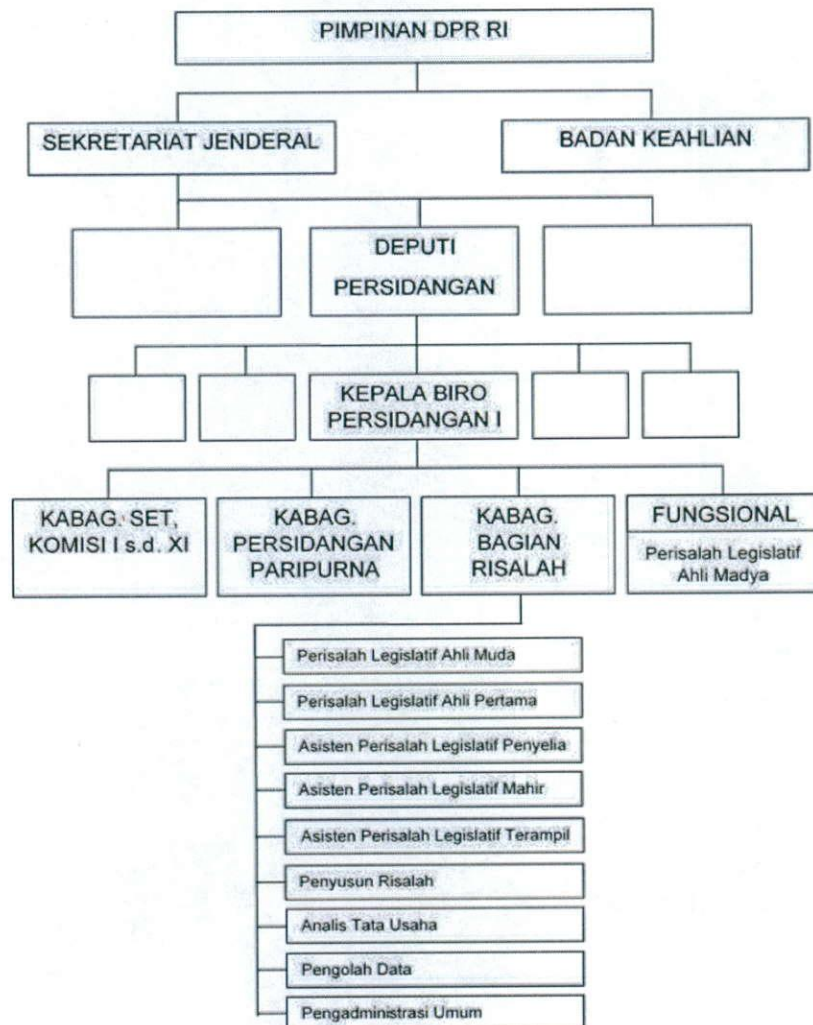 PIMPINAN DPR RI
SEKRETARIAT JENDERAL
BADAN KEAHLIAN
DEPUTI
PERSIDANGAN
KEPALA BIRO
PERSIDANGAN I
KABAG. SET,
KOMISI I s.d. XI
KABAG.
PERSIDANGAN
PARIPURNA
KABAG.
BAGIAN
RISALAH
FUNGSIONAL
Perisalah Legislatif
Ahli Madya
Perisalah Legislatif Ahli Muda
Perisalah Legislatif Ahli Pertama
Asisten Perisalah Legislatif Penyelia
Asisten Perisalah Legislatif Mahir
Asisten Perisalah Legislatif Terampil
Penyusun Risalah
Analis Tata Usaha
Pengolah Data
Pengadministrasi Umum